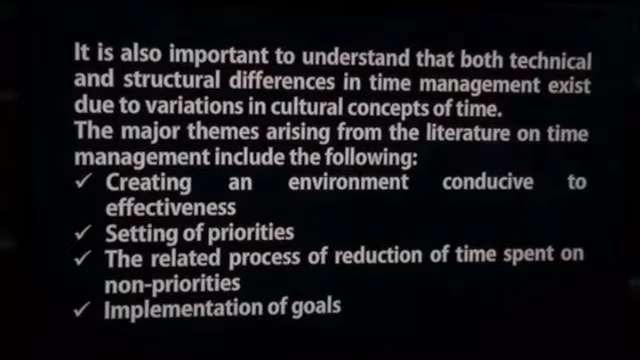 It is also important to understand that both technical
and structural differences in time management exist
due to variations in cultural concepts of time.
The major themes arising from the literature on time
management include the following:
✓ Creating an environment conducive to
effectiveness
✓ Setting of priorities
✓ The related process of reduction of time spent on
non-priorities
✓ Implementation of goals